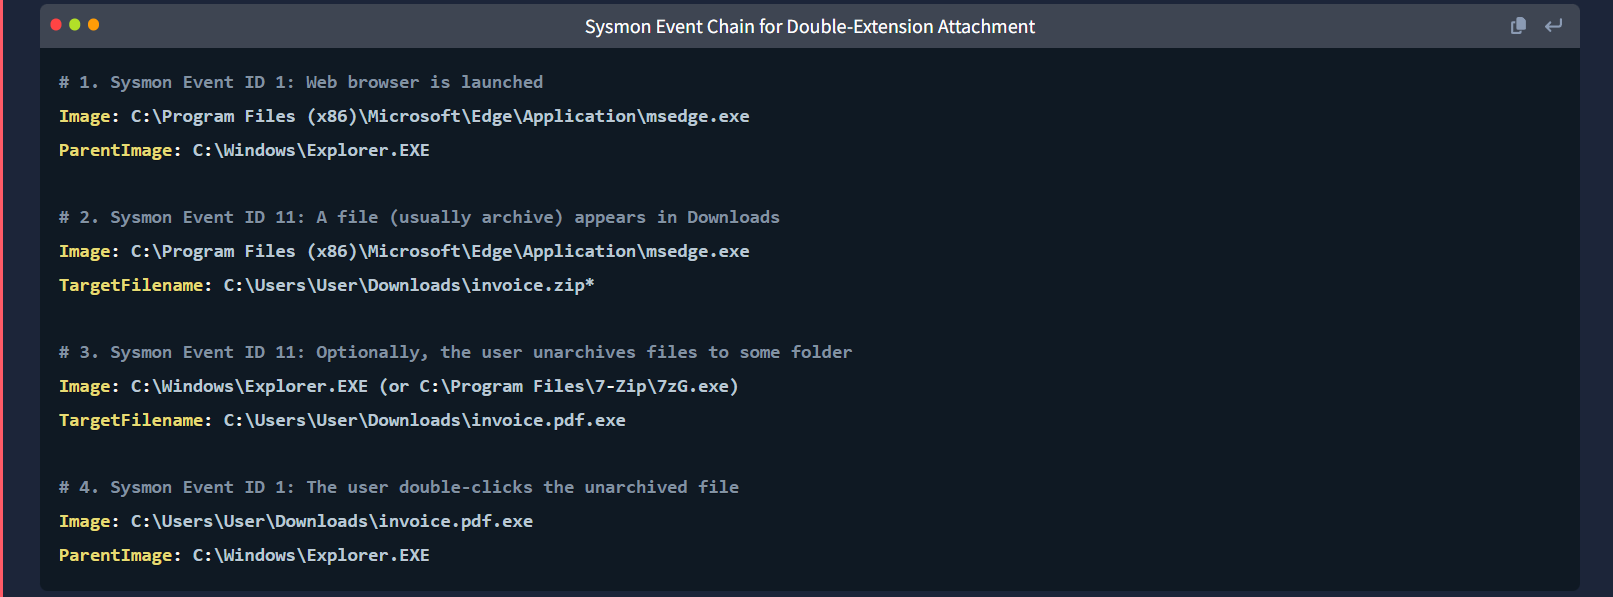 Sysmon Event Chain for Double-Extension Attachment
# 1. Sysmon Event ID 1: Web browser is launched
Image: C:\Program Files (x86)\Microsoft\Edge\Application\msedge.exe
ParentImage: C:\Windows\Explorer.EXE
# 2. Sysmon Event ID 11: A file (usually archive) appears in Downloads
Image: C:\Program Files (x86)\Microsoft\Edge\Application\msedge.exe
TargetFilename: C:\Users\User\Downloads\invoice.zip*
# 3. Sysmon Event ID 11: Optionally, the user unarchives files to some folder
Image: C:\Windows\Explorer.EXE (or C:\Program Files\7-Zip\7zG.exe)
TargetFilename: C:\Users\User\Downloads\invoice.pdf.exe
# 4. Sysmon Event ID 1: The user double-clicks the unarchived file
Image: C:\Users\User\Downloads\invoice.pdf.exe
ParentImage: C:\Windows\Explorer.EXE